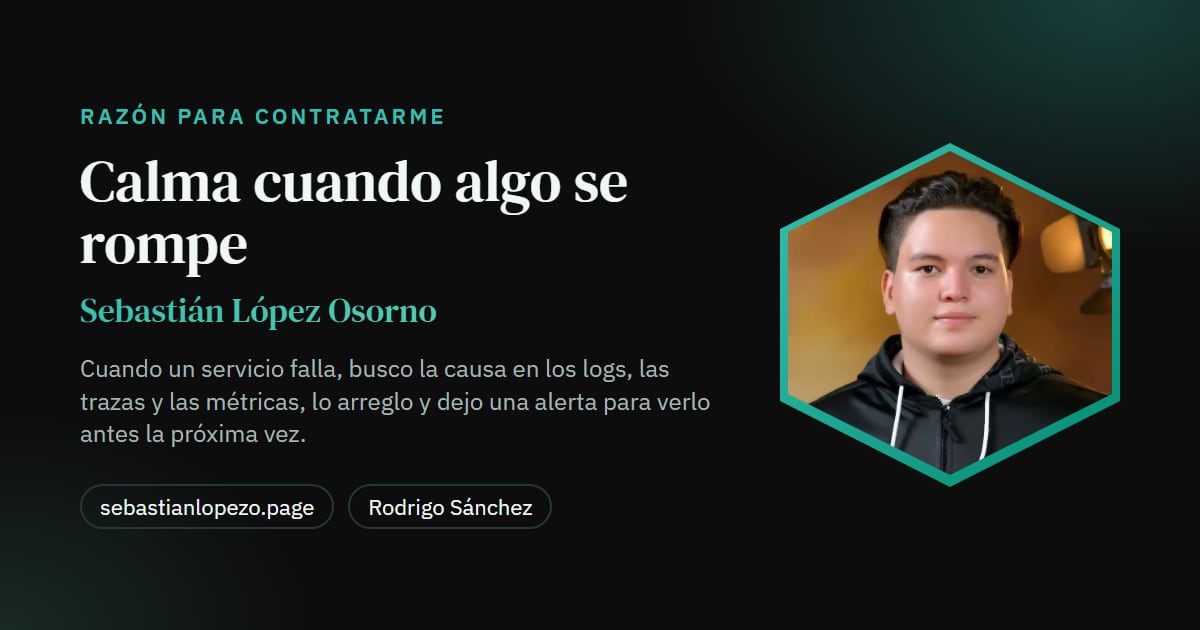 RAZÓN PARA CONTRATARME
Calma cuando algo se
rompe
Sebastián López Osorno
Cuando un servicio falla, busco la causa en los logs, las
trazas y las métricas, lo arreglo y dejo una alerta para verlo
antes la próxima vez.
sebastianlopezo.page
Rodrigo Sánchez